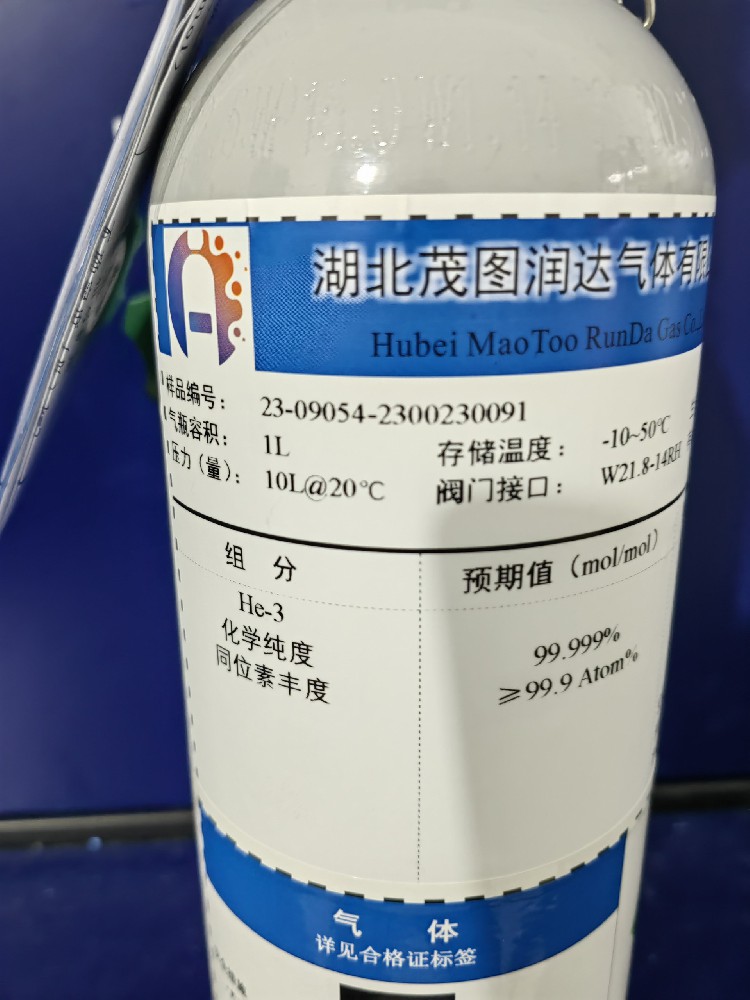 湖北茂图润达气体有限
Hubei MaoToo RunDa Gas Co.,
样品编号： 23-09054-2300230091
气瓶容积： 1L
存储温度： -10~50℃
压力（量）： 10L@20℃
阀门接口： W21.8-14RH
组 分
预期值（mol/mol）
He-3
化学纯度 99.999%
同位素丰度 ≥99.9 Atom%
气 体
详见合格证标签